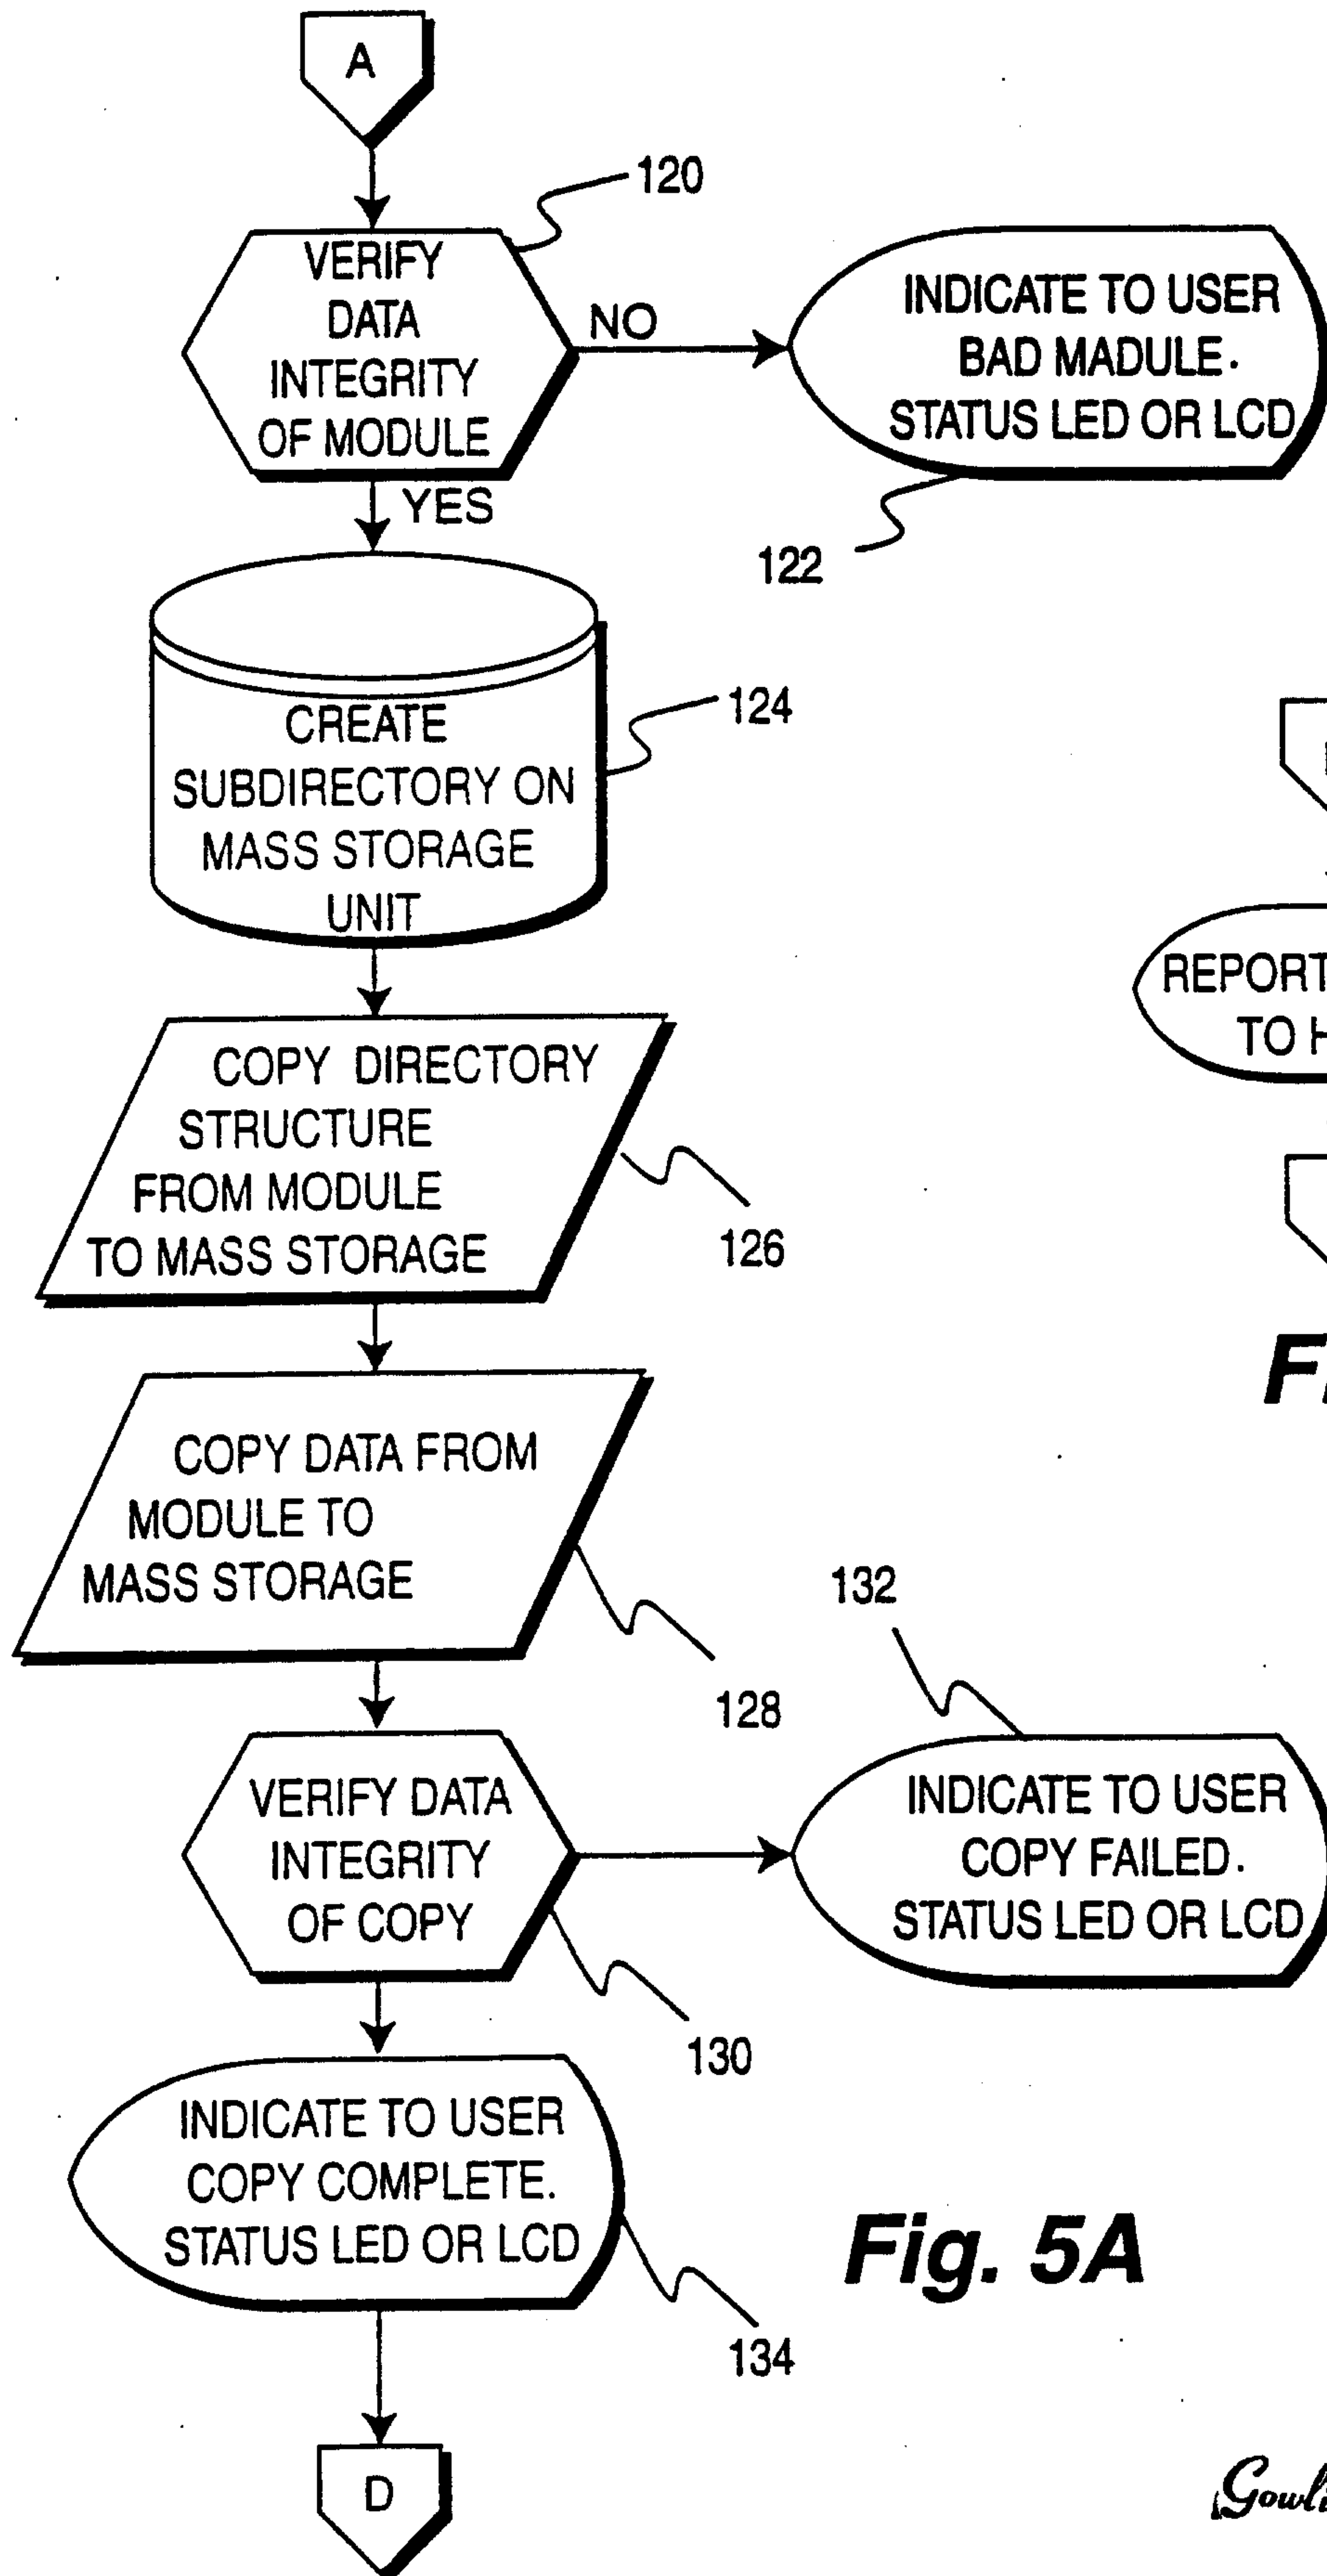 A
120
VERIFY
DATA
INTEGRITY
OF MODULE
NO
INDICATE TO USER
BAD MADULE.
STATUS LED OR LCD
122
YES
CREATE
SUBDIRECTORY ON
MASS STORAGE
UNIT
124
COPY DIRECTORY
STRUCTURE
FROM MODULE
TO MASS STORAGE
126
COPY DATA FROM
MODULE TO
MASS STORAGE
128
VERIFY DATA
INTEGRITY
OF COPY
130
132
INDICATE TO USER
COPY FAILED.
STATUS LED OR LCD
INDICATE TO USER
COPY COMPLETE.
STATUS LED OR LCD
134
D
Fig. 5A
REPORT
TO